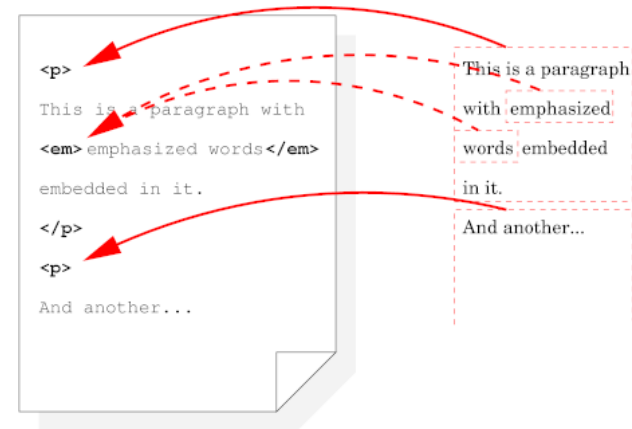 <p>
This is a paragraph with
<em>emphasized words</em>
embedded in it.
</p>
<p>
And another...
This is a paragraph
with emphasized
words embedded
in it.
And another...